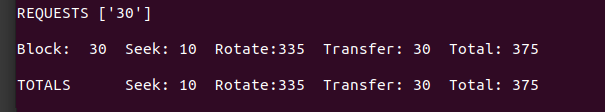 REQUESTS ['30']
Block:  30  Seek: 10  Rotate:335  Transfer: 30  Total: 375
TOTALS      Seek: 10  Rotate:335  Transfer: 30  Total: 375